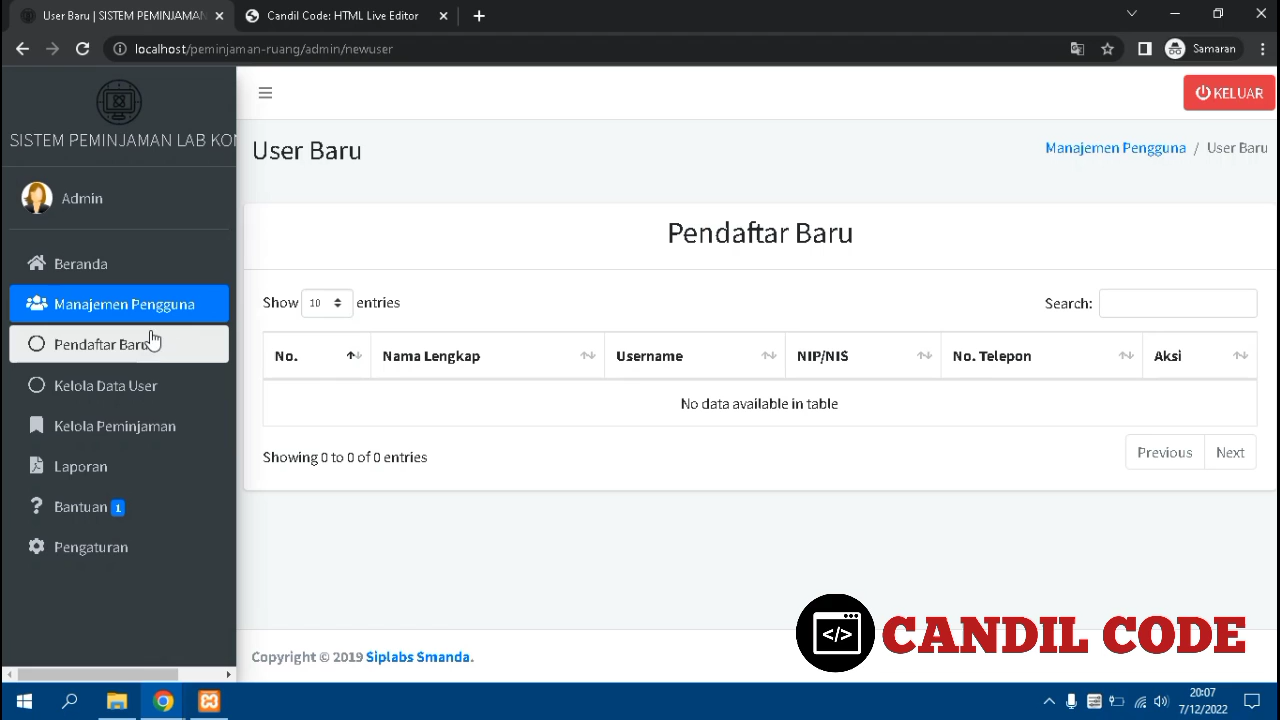 User Baru | SISTEM PEMINJAMAN
Candil Code: HTML Live Editor
localhost/peminjaman-ruang/admin/newuser
Samaran
SISTEM PEMINJAMAN LAB KON
KELUAR
User Baru
Manajemen Pengguna / User Baru
Admin
Pendaftar Baru
Beranda
Manajemen Pengguna
Pendaftar Baru
Kelola Data User
Kelola Peminjaman
Laporan
Bantuan 1
Pengaturan
Show 10 entries
Search:
No. Nama Lengkap Username NIP/NIS No. Telepon Aksi
No data available in table
Showing 0 to 0 of 0 entries
Previous Next
</> CANDIL CODE
Copyright © 2019 Siplabs Smanda.
20:07
7/12/2022